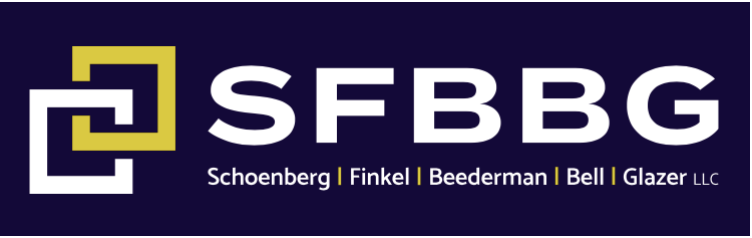 SFBBG
Schoenberg | Finkel | Beederman | Bell | Glazer LLC